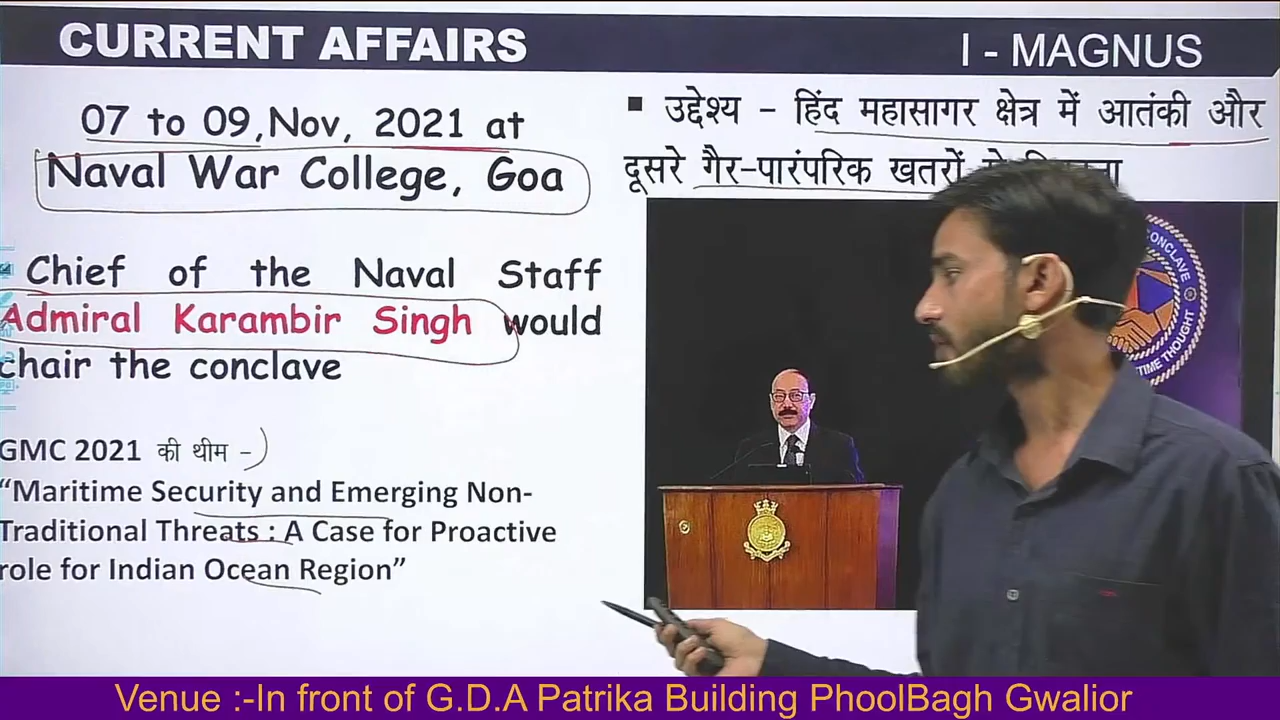 CURRENT AFFAIRS
I - MAGNUS
07 to 09,Nov, 2021 at
Naval War College, Goa
Chief of the Naval Staff
Admiral Karambir Singh would
chair the conclave
GMC 2021 की थीम -
“Maritime Security and Emerging Non-
Traditional Threats : A Case for Proactive
role for Indian Ocean Region”
▪ उद्देश्य - हिंद महासागर क्षेत्र में आतंकी और
दूसरे गैर-पारंपरिक खतरों
CONCLAVE
TIME THOUGHT
Venue :-In front of G.D.A Patrika Building PhoolBagh Gwalior